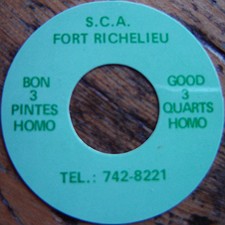 S.C.A.
FORT RICHELIEU
BON
3
PINTES
HOMO
GOOD
3
QUARTS
HOMO
TEL.: 742-8221